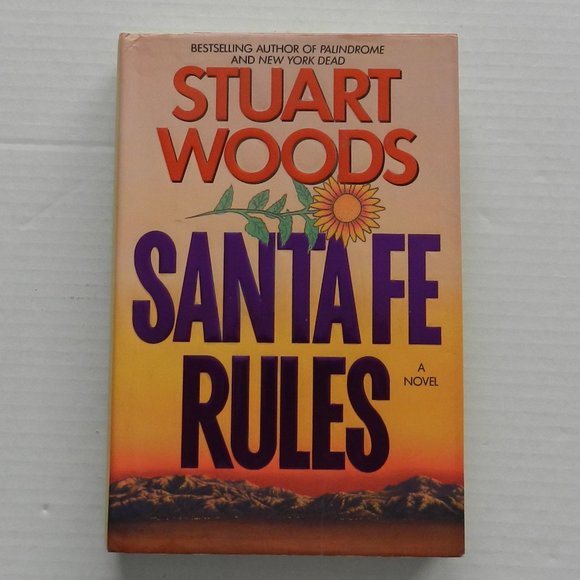 BESTSELLING AUTHOR OF PALINDROME
AND NEW YORK DEAD
STUART
WOODS
SANTA FE
RULES
A
NOVEL